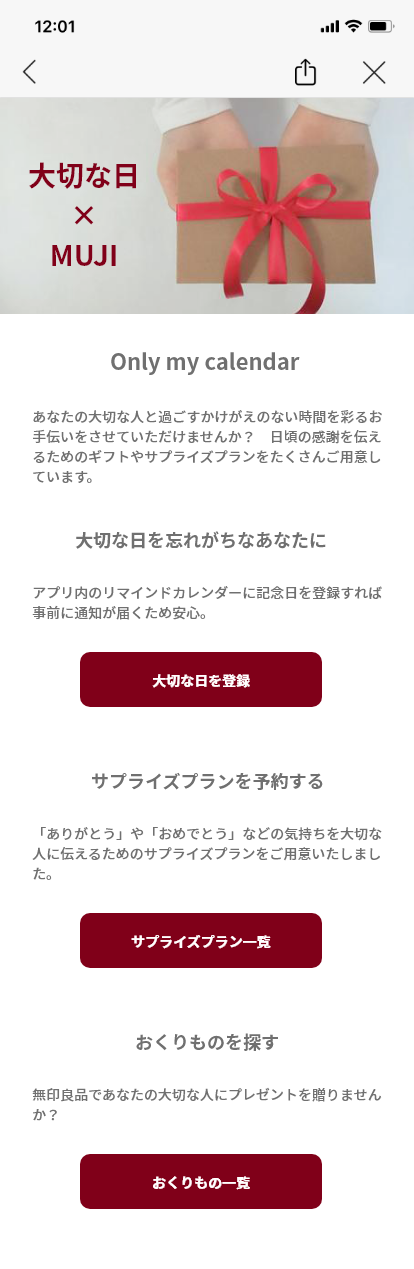 12:01
大切な日
×
MUJI
Only my calendar
あなたの大切な人と過ごすかけがえのない時間を彩るお
手伝いをさせていただけませんか？　日頃の感謝を伝え
るためのギフトやサプライズプランをたくさんご用意し
ています。
大切な日を忘れがちなあなたに
アプリ内のリマインドカレンダーに記念日を登録すれば
事前に通知が届くため安心。
大切な日を登録
サプライズプランを予約する
「ありがとう」や「おめでとう」などの気持ちを大切な
人に伝えるためのサプライズプランをご用意いたしまし
た。
サプライズプラン一覧
おくりものを探す
無印良品であなたの大切な人にプレゼントを贈りません
か？
おくりもの一覧